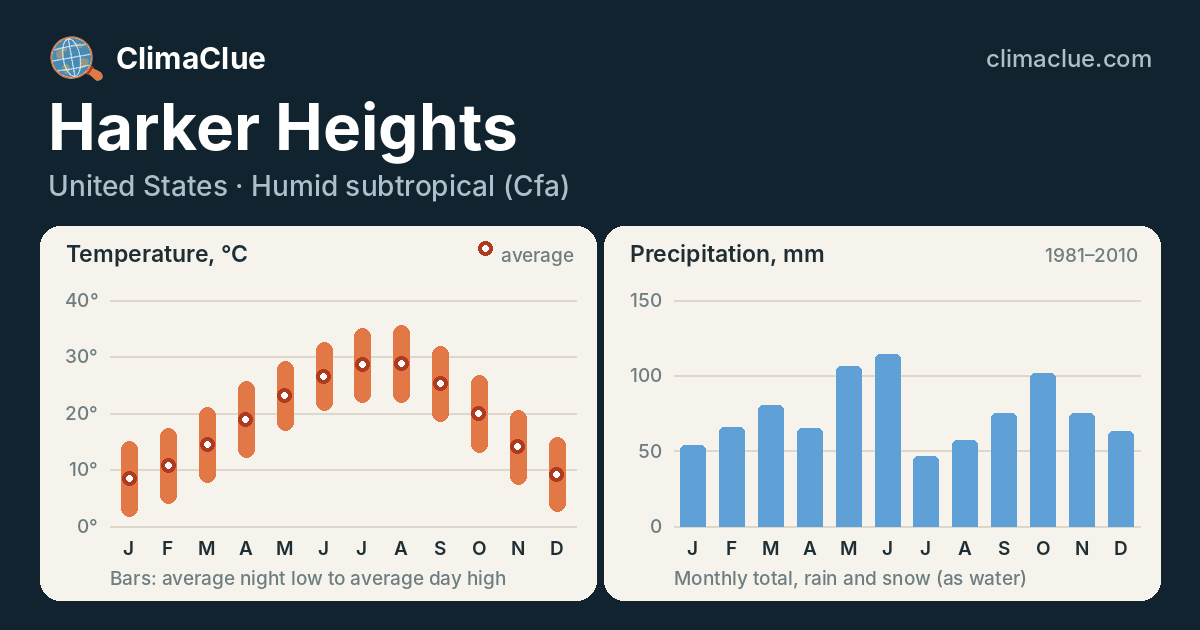 ClimaClue
climaclue.com
Harker Heights
United States · Humid subtropical (Cfa)
Temperature, °C
average
40°
30°
20°
10°
0°
J F M A M J J A S O N D
Bars: average night low to average day high
Precipitation, mm
1981–2010
150
100
50
0
J F M A M J J A S O N D
Monthly total, rain and snow (as water)